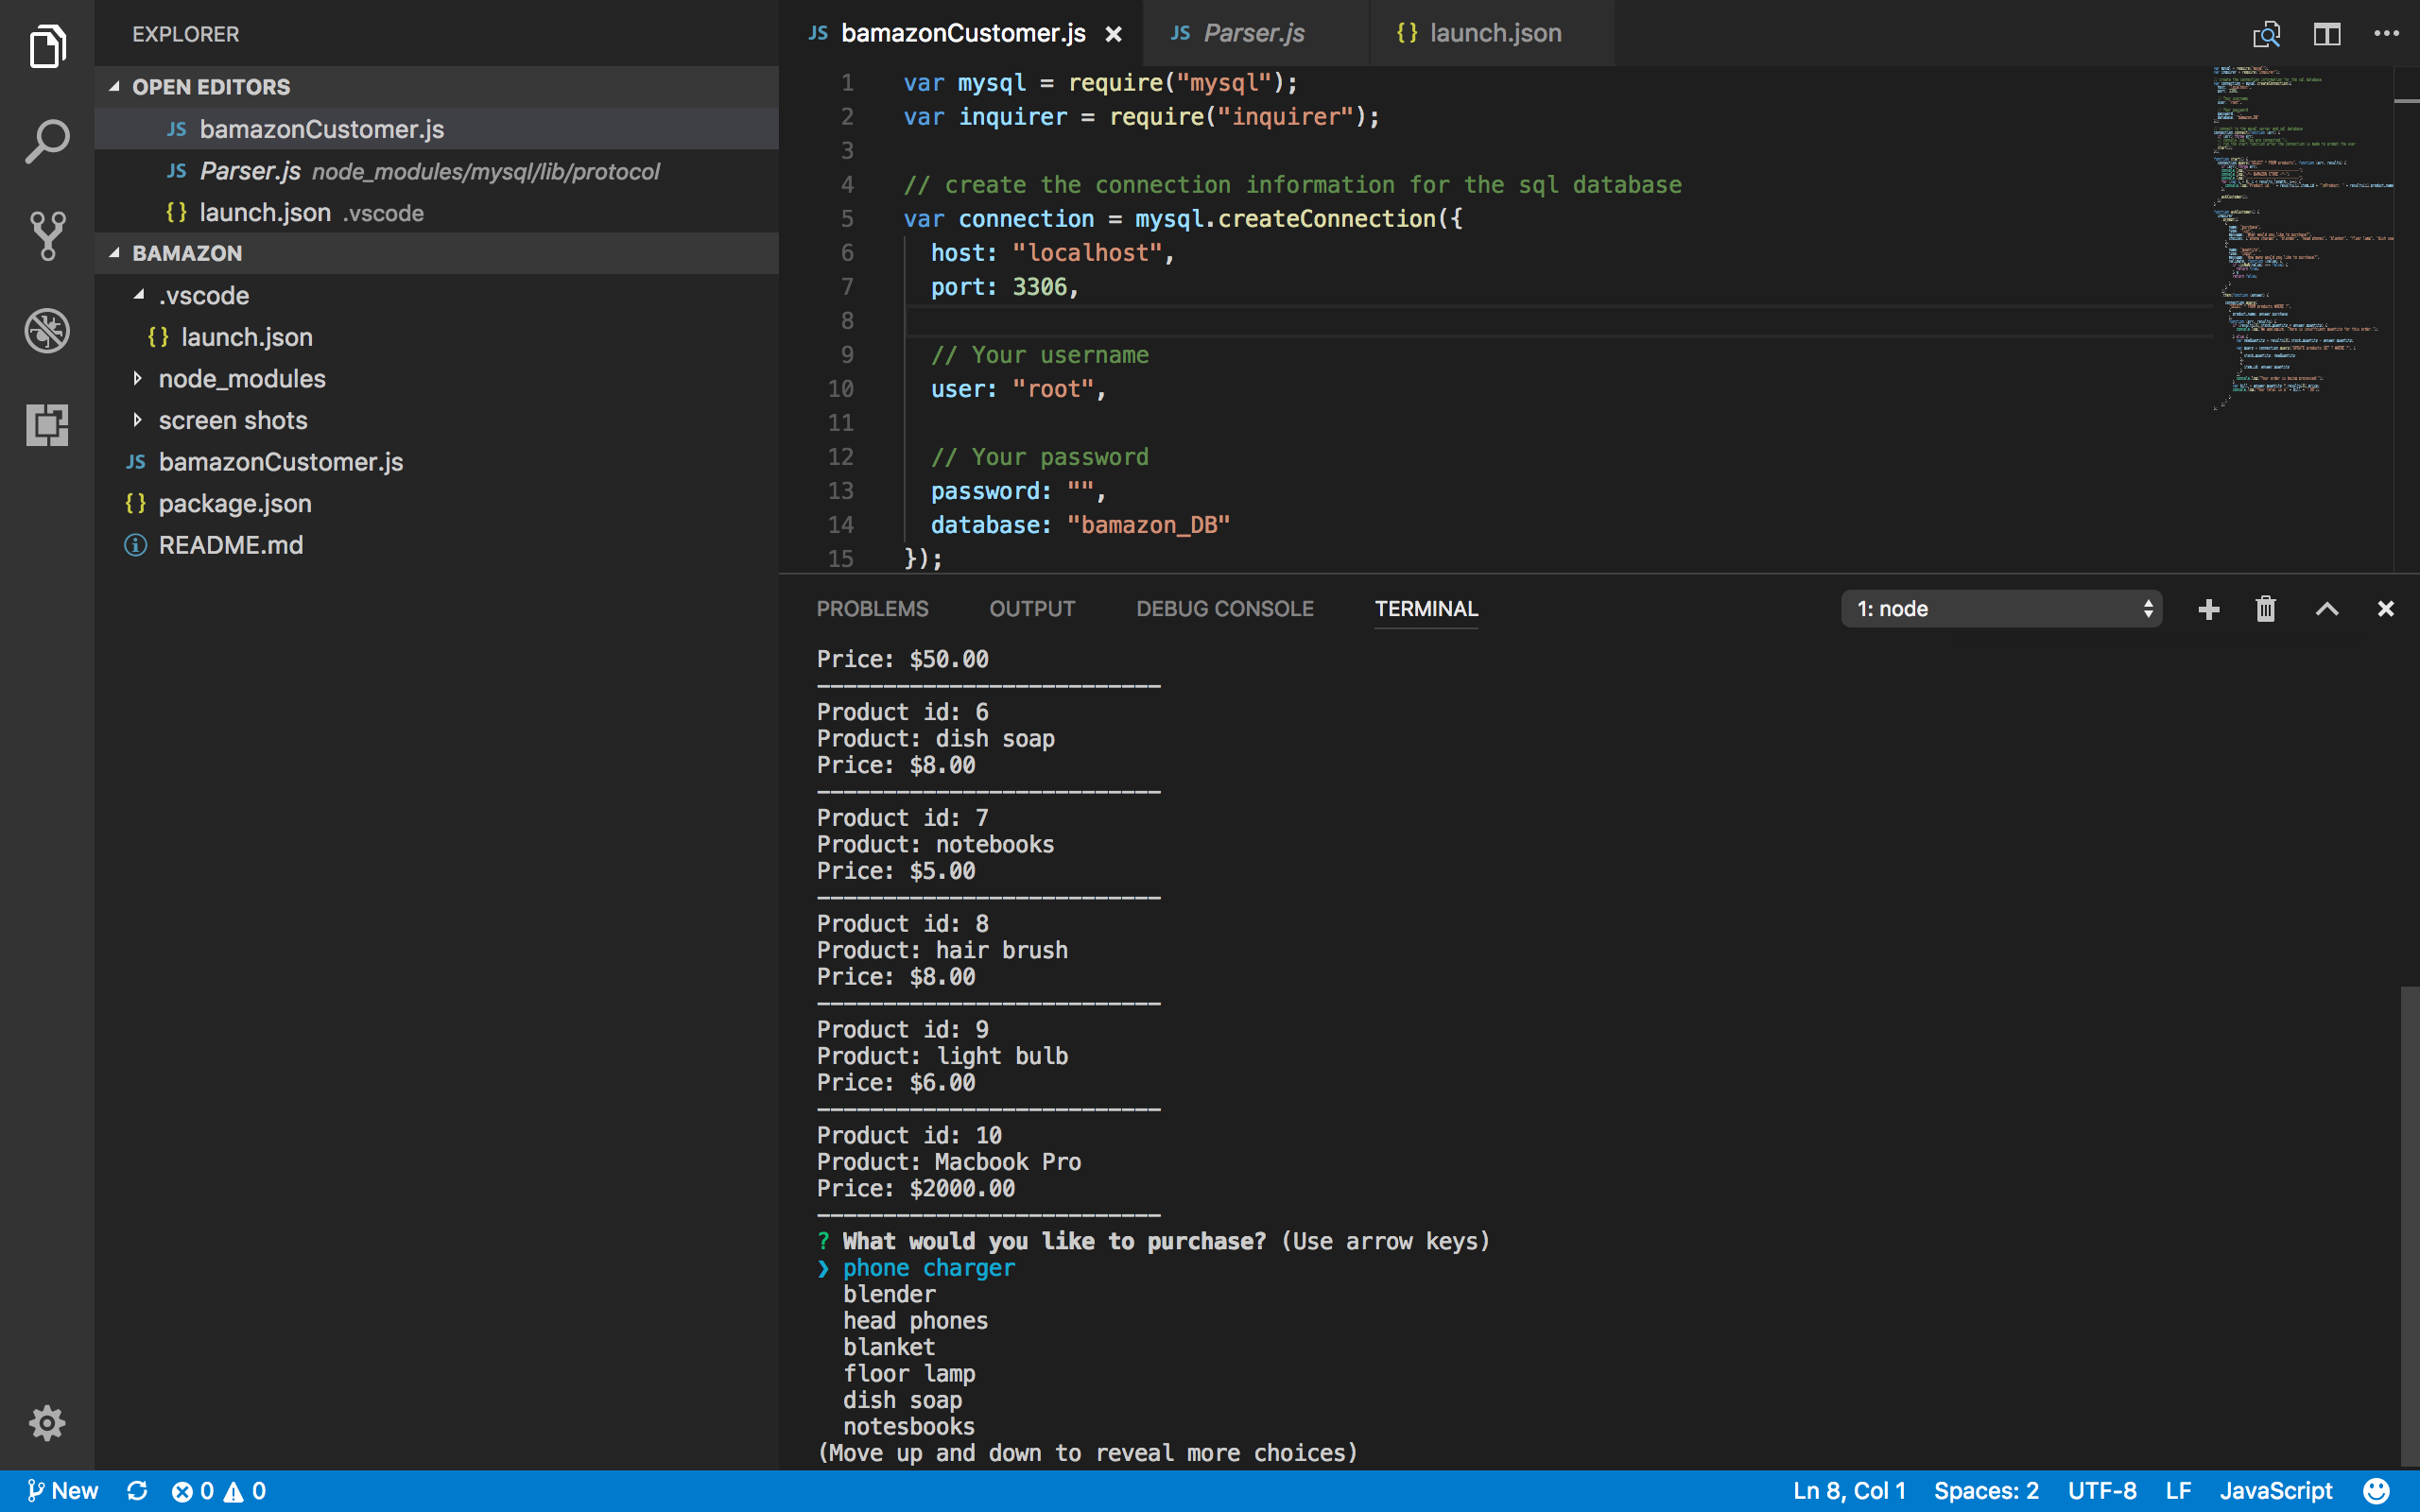 EXPLORER
OPEN EDITORS
JS bamazonCustomer.js
JS Parser.js node_modules/mysql/lib/protocol
{} launch.json .vscode
BAMAZON
.vscode
{} launch.json
node_modules
screen shots
JS bamazonCustomer.js
{} package.json
README.md
JS bamazonCustomer.js
JS Parser.js
{} launch.json
1 var mysql = require("mysql");
2 var inquirer = require("inquirer");
3
4 // create the connection information for the sql database
5 var connection = mysql.createConnection({
6 host: "localhost",
7 port: 3306,
8
9 // Your username
10 user: "root",
11
12 // Your password
13 password: "",
14 database: "bamazon_DB"
15 });
PROBLEMS OUTPUT DEBUG CONSOLE TERMINAL 1: node
Price: $50.00
--------------------------
Product id: 6
Product: dish soap
Price: $8.00
--------------------------
Product id: 7
Product: notebooks
Price: $5.00
--------------------------
Product id: 8
Product: hair brush
Price: $8.00
--------------------------
Product id: 9
Product: light bulb
Price: $6.00
--------------------------
Product id: 10
Product: Macbook Pro
Price: $2000.00
--------------------------
? What would you like to purchase? (Use arrow keys)
❯ phone charger
blender
head phones
blanket
floor lamp
dish soap
notesbooks
(Move up and down to reveal more choices)
New 0 0 Ln 8, Col 1 Spaces: 2 UTF-8 LF JavaScript